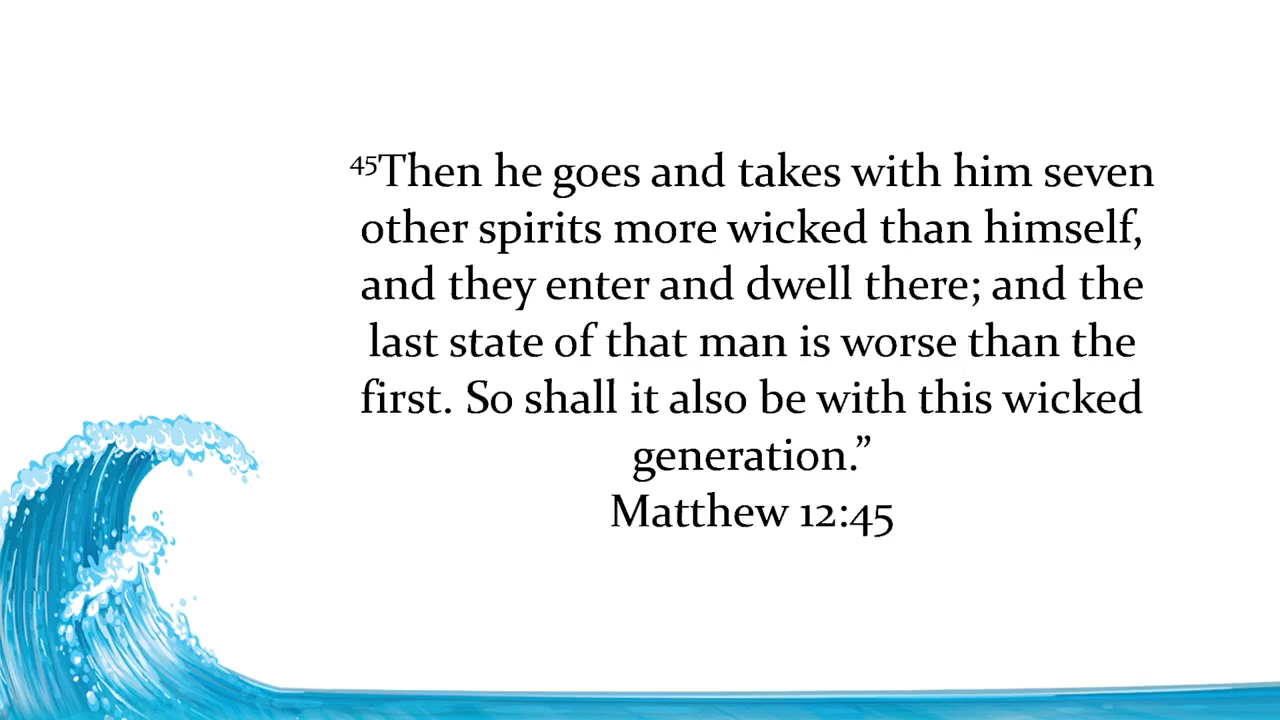 ⁴⁵Then he goes and takes with him seven
other spirits more wicked than himself,
and they enter and dwell there; and the
last state of that man is worse than the
first. So shall it also be with this wicked
generation.”
Matthew 12:45